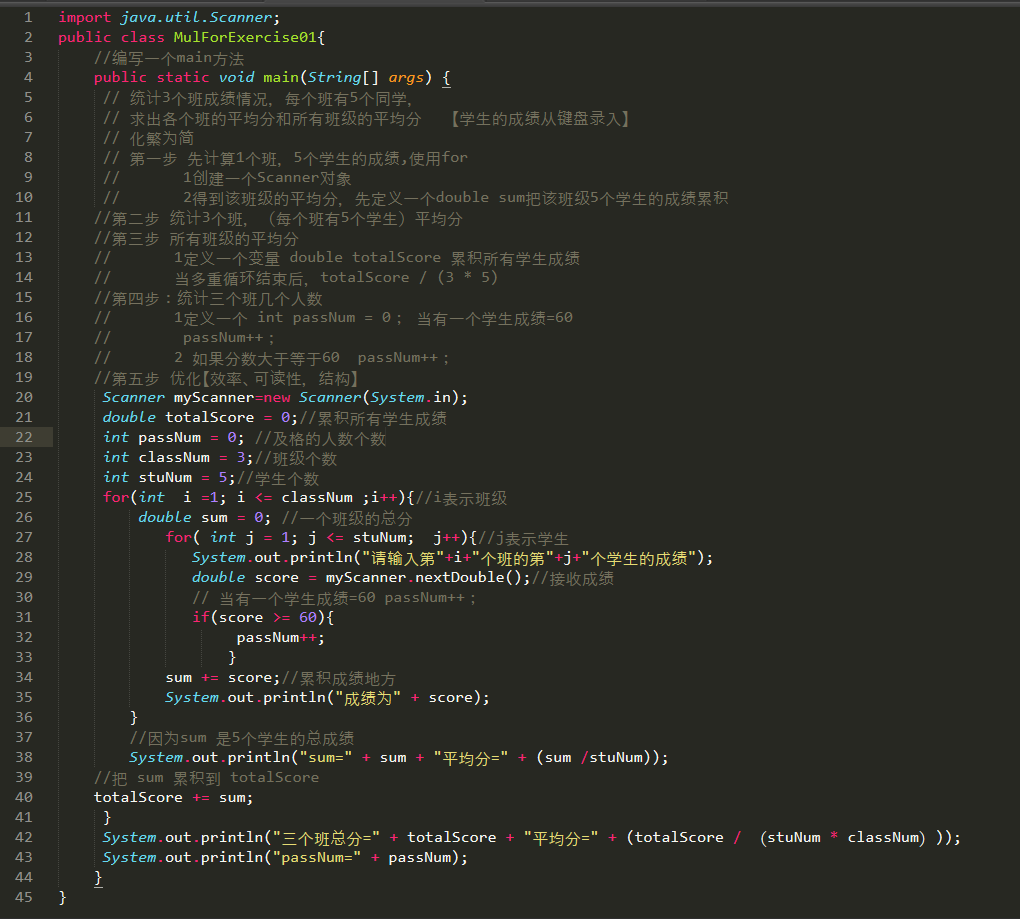 1 import java.util.Scanner;
2 public class MulForExercise01{
3 //编写一个main方法
4 public static void main(String[] args) {
5 // 统计3个班成绩情况，每个班有5个同学，
6 // 求出各个班的平均分和所有班级的平均分 【学生的成绩从键盘录入】
7 // 化繁为简
8 // 第一步 先计算1个班，5个学生的成绩,使用for
9 // 1创建一个Scanner对象
10 // 2得到该班级的平均分，先定义一个double sum把该班级5个学生的成绩累积
11 //第二步 统计3个班，（每个班有5个学生）平均分
12 //第三步 所有班级的平均分
13 // 1定义一个变量 double totalScore 累积所有学生成绩
14 // 当多重循环结束后，totalScore / (3 * 5)
15 //第四步：统计三个班几个人数
16 // 1定义一个 int passNum = 0； 当有一个学生成绩=60
17 // passNum++；
18 // 2 如果分数大于等于60 passNum++；
19 //第五步 优化【效率、可读性，结构】
20 Scanner myScanner=new Scanner(System.in);
21 double totalScore = 0;//累积所有学生成绩
22 int passNum = 0; //及格的人数个数
23 int classNum = 3;//班级个数
24 int stuNum = 5;//学生个数
25 for(int i =1; i <= classNum ;i++){//i表示班级
26 double sum = 0; //一个班级的总分
27 for( int j = 1; j <= stuNum; j++){//j表示学生
28 System.out.println("请输入第"+i+"个班的第"+j+"个学生的成绩");
29 double score = myScanner.nextDouble();//接收成绩
30 // 当有一个学生成绩=60 passNum++；
31 if(score >= 60){
32 passNum++;
33 }
34 sum += score;//累积成绩地方
35 System.out.println("成绩为" + score);
36 }
37 //因为sum 是5个学生的总成绩
38 System.out.println("sum=" + sum + "平均分=" + (sum /stuNum));
39 //把 sum 累积到 totalScore
40 totalScore += sum;
41 }
42 System.out.println("三个班总分=" + totalScore + "平均分=" + (totalScore / （stuNum * classNum） ));
43 System.out.println("passNum=" + passNum);
44 }
45 }